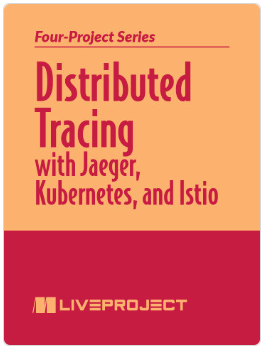 Four-Project Series
Distributed
Tracing
with Jaeger,
Kubernetes, and Istio
LIVEPROJECT